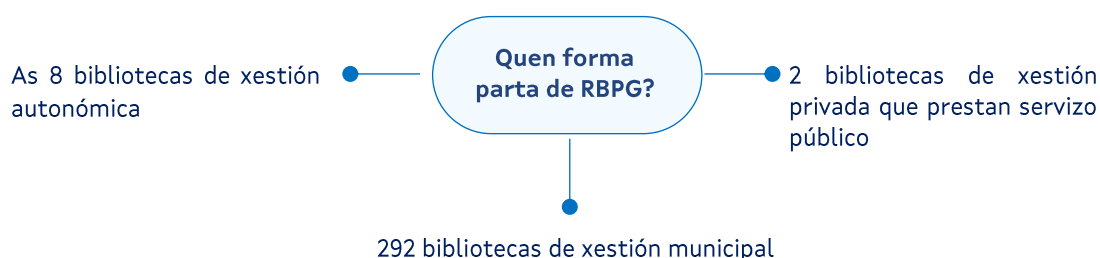 Quen forma
parta de RBPG?
As 8 bibliotecas de xestión
autonómica
2 bibliotecas de xestión
privada que prestan servizo
público
292 bibliotecas de xestión municipal